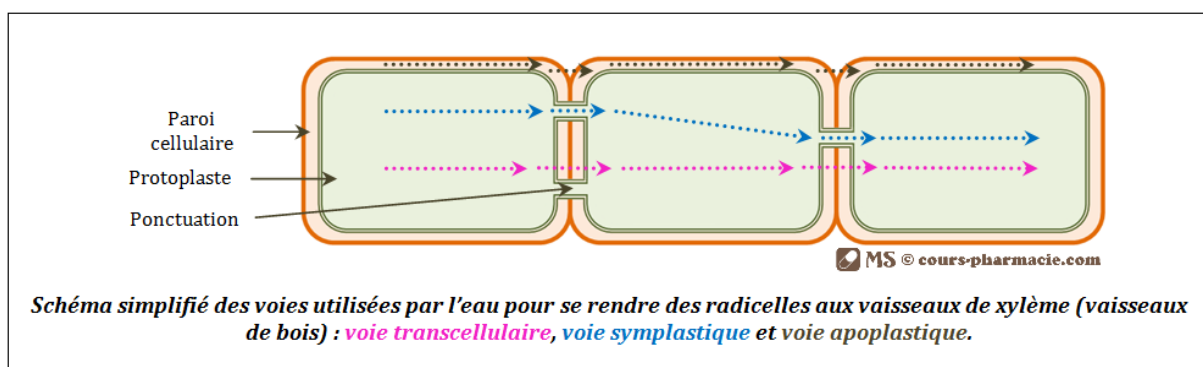 Paroi
cellulaire
Protoplaste
Ponctuation
MS © cours-pharmacie.com
Schéma simplifié des voies utilisées par l'eau pour se rendre des radicelles aux vaisseaux de xylème (vaisseaux
de bois) : voie transcellulaire, voie symplastique et voie apoplastique.